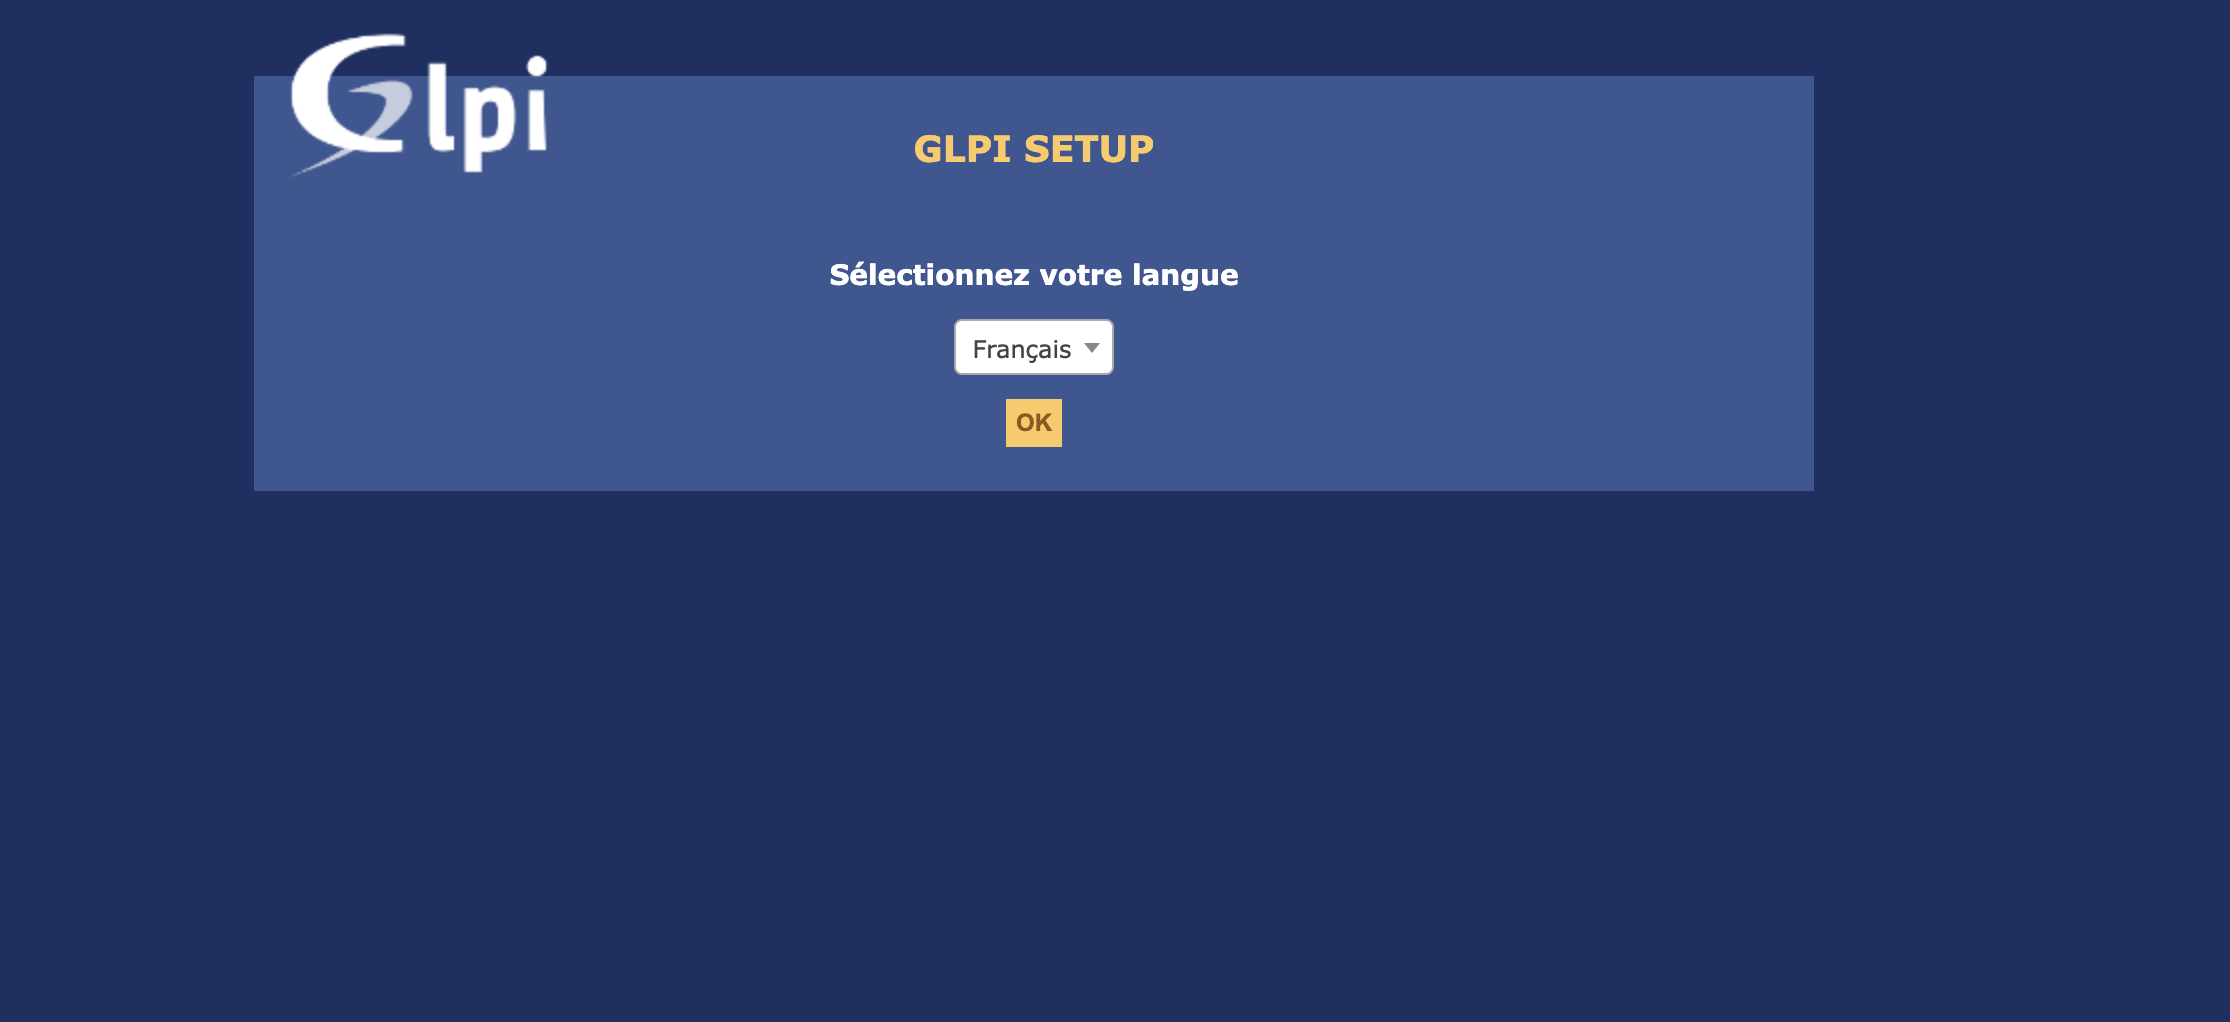 Glpi
GLPI SETUP
Sélectionnez votre langue
Français
OK